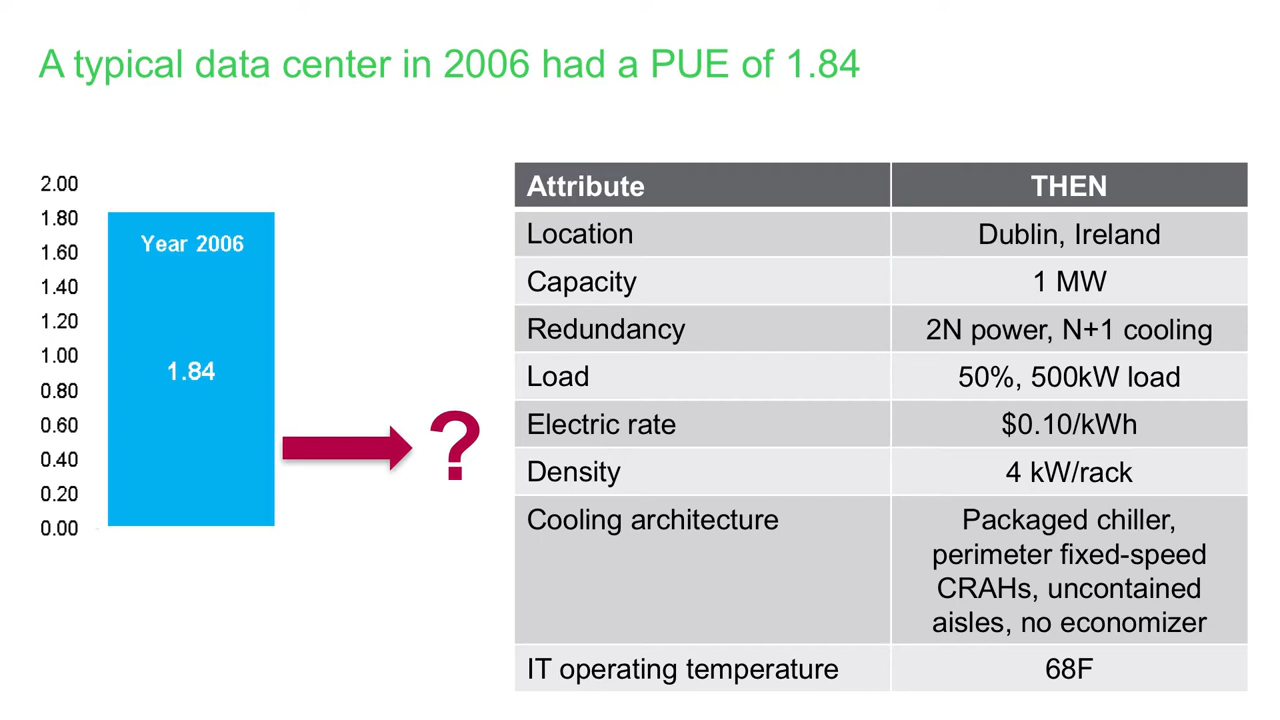 A typical data center in 2006 had a PUE of 1.84
2.00
1.80
1.60
1.40
1.20
1.00
0.80
0.60
0.40
0.20
0.00
Year 2006
1.84
?
Attribute THEN
Location Dublin, Ireland
Capacity 1 MW
Redundancy 2N power, N+1 cooling
Load 50%, 500kW load
Electric rate $0.10/kWh
Density 4 kW/rack
Cooling architecture Packaged chiller,
perimeter fixed-speed
CRAHs, uncontained
aisles, no economizer
IT operating temperature 68F